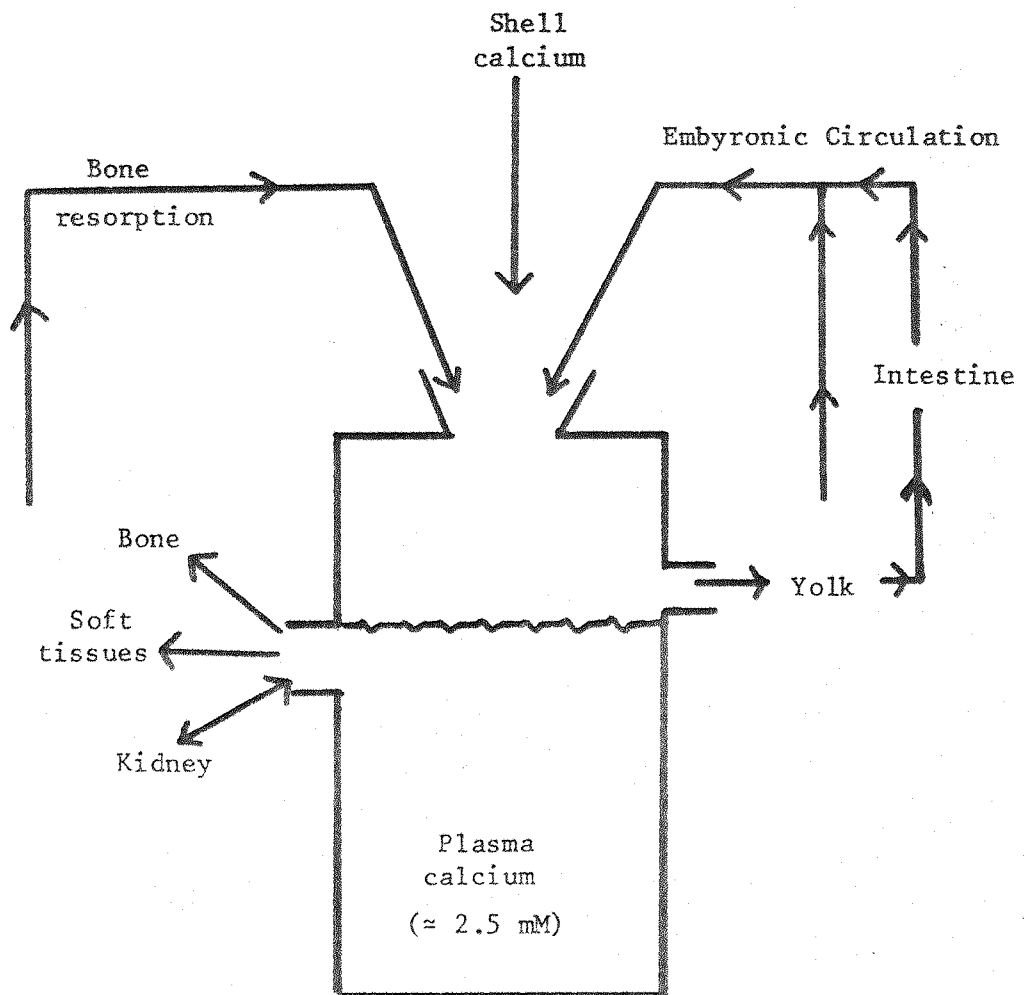 Shell
calcium
Embyronic Circulation
Bone
resorption
Intestine
Bone
Yolk
Soft
tissues
Kidney
Plasma
calcium
(≃ 2.5 mM)